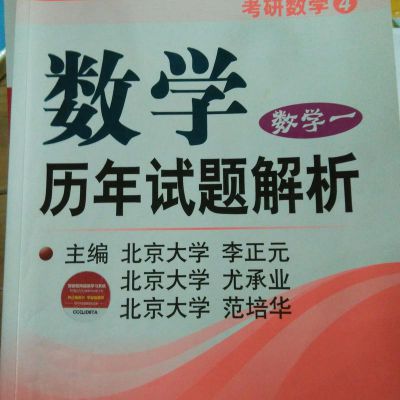 考研数学4
数学
数学一
历年试题解析
主编 北京大学 李正元
北京大学 尤承业
北京大学 范培华